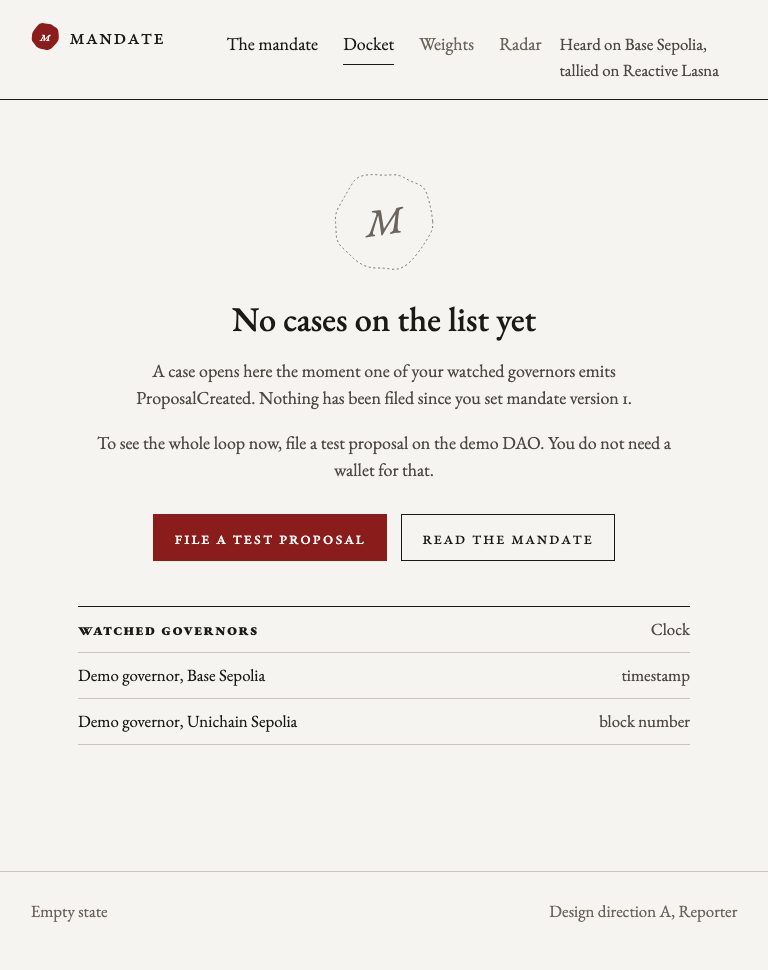 M MANDATE
The mandate Docket Weights Radar Heard on Base Sepolia,
tallied on Reactive Lasna
M
No cases on the list yet
A case opens here the moment one of your watched governors emits
ProposalCreated. Nothing has been filed since you set mandate version 1.
To see the whole loop now, file a test proposal on the demo DAO. You do not need a
wallet for that.
FILE A TEST PROPOSAL READ THE MANDATE
WATCHED GOVERNORS Clock
Demo governor, Base Sepolia timestamp
Demo governor, Unichain Sepolia block number
Empty state Design direction A, Reporter